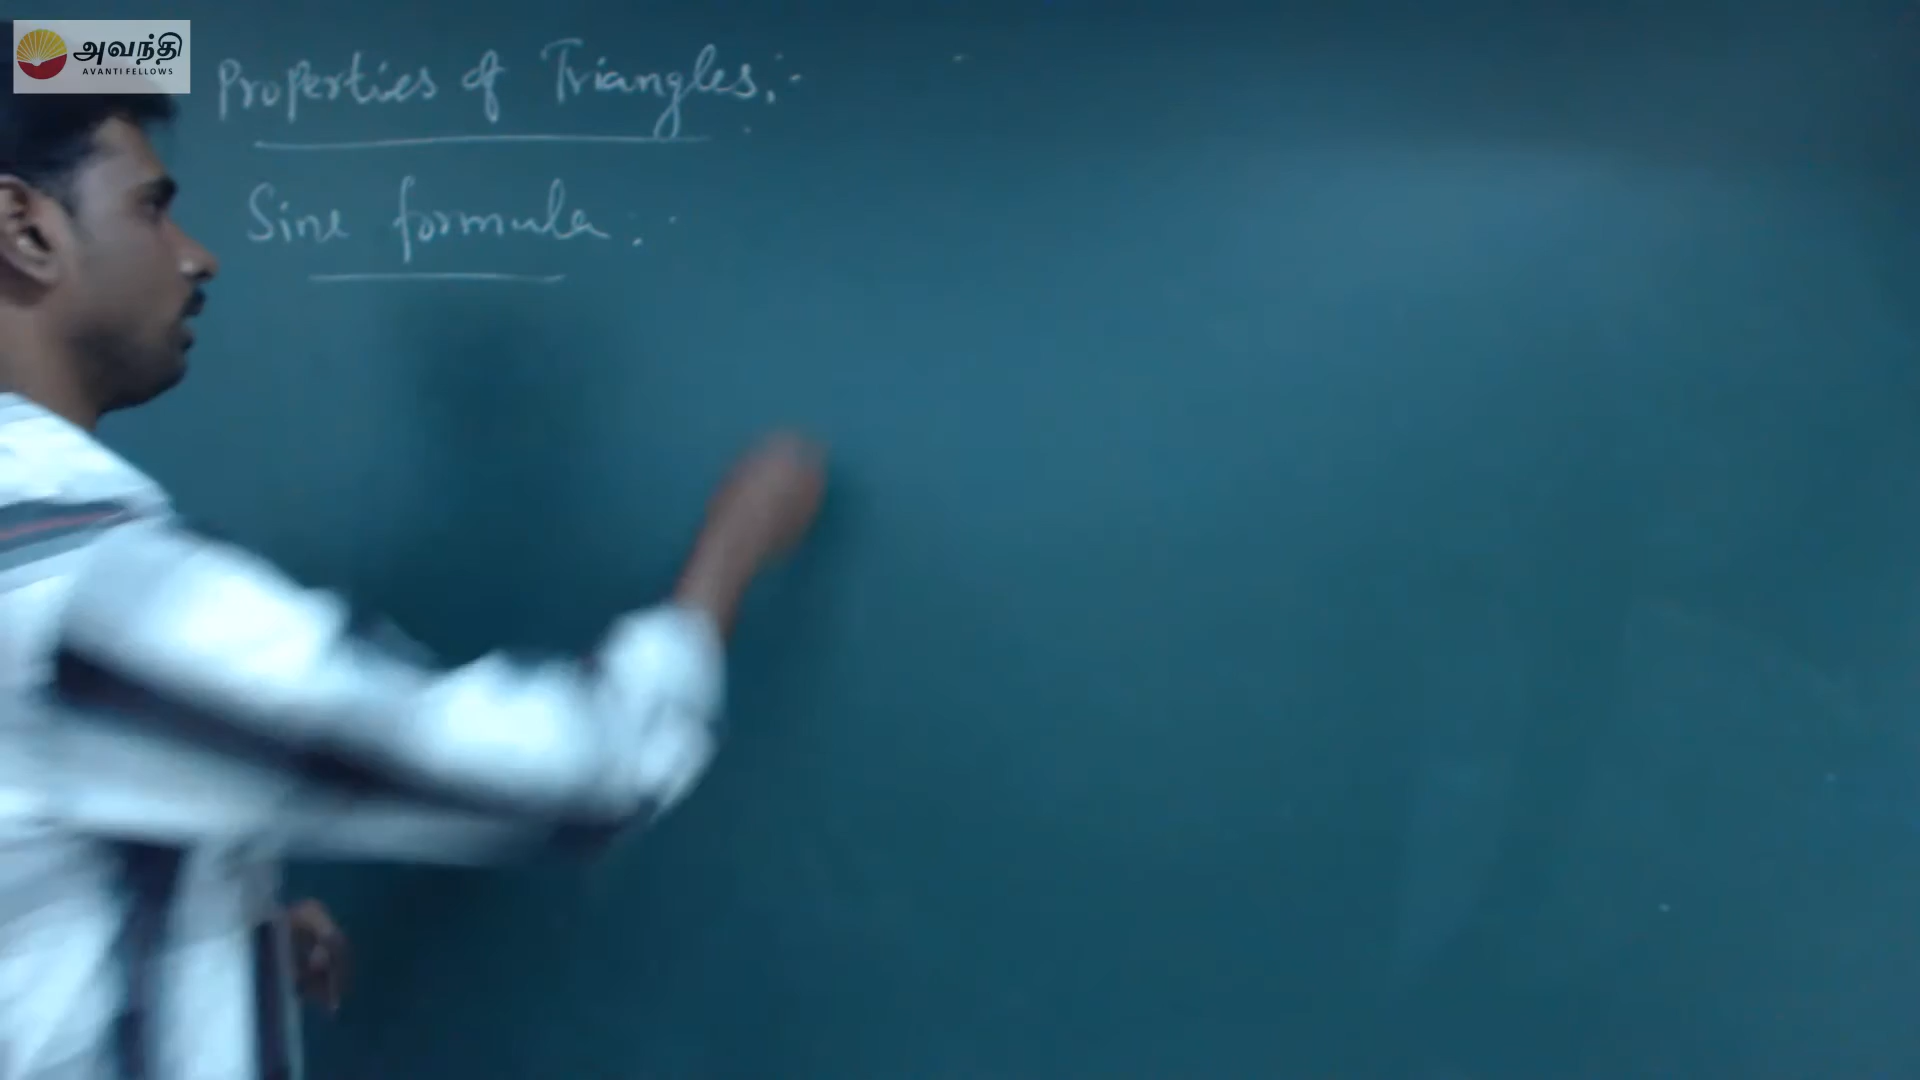 அவந்தி
AVANTI FELLOWS
Properties of Triangles:-
Sine formula:-